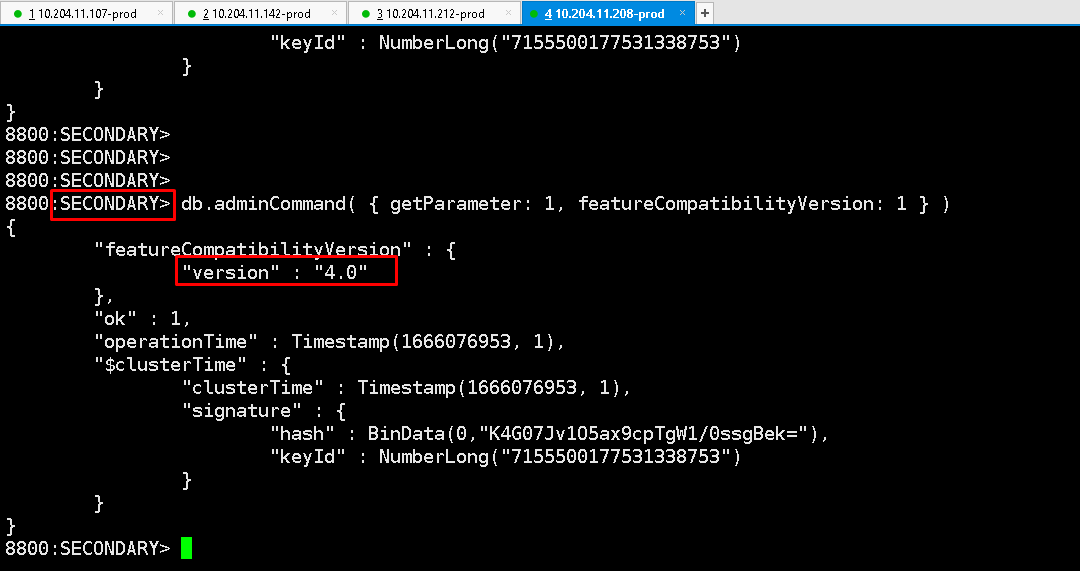 1 10.204.11.107-prod × 2 10.204.11.142-prod × 3 10.204.11.212-prod × 4 10.204.11.208-prod × +
"keyId" : NumberLong("7155500177531338753")
}
}
}
8800:SECONDARY>
8800:SECONDARY>
8800:SECONDARY>
8800:SECONDARY> db.adminCommand( { getParameter: 1, featureCompatibilityVersion: 1 } )
{
"featureCompatibilityVersion" : {
"version" : "4.0"
},
"ok" : 1,
"operationTime" : Timestamp(1666076953, 1),
"$clusterTime" : {
"clusterTime" : Timestamp(1666076953, 1),
"signature" : {
"hash" : BinData(0,"K4G07Jv1O5ax9cpTgW1/0ssgBek="),
"keyId" : NumberLong("7155500177531338753")
}
}
}
8800:SECONDARY>